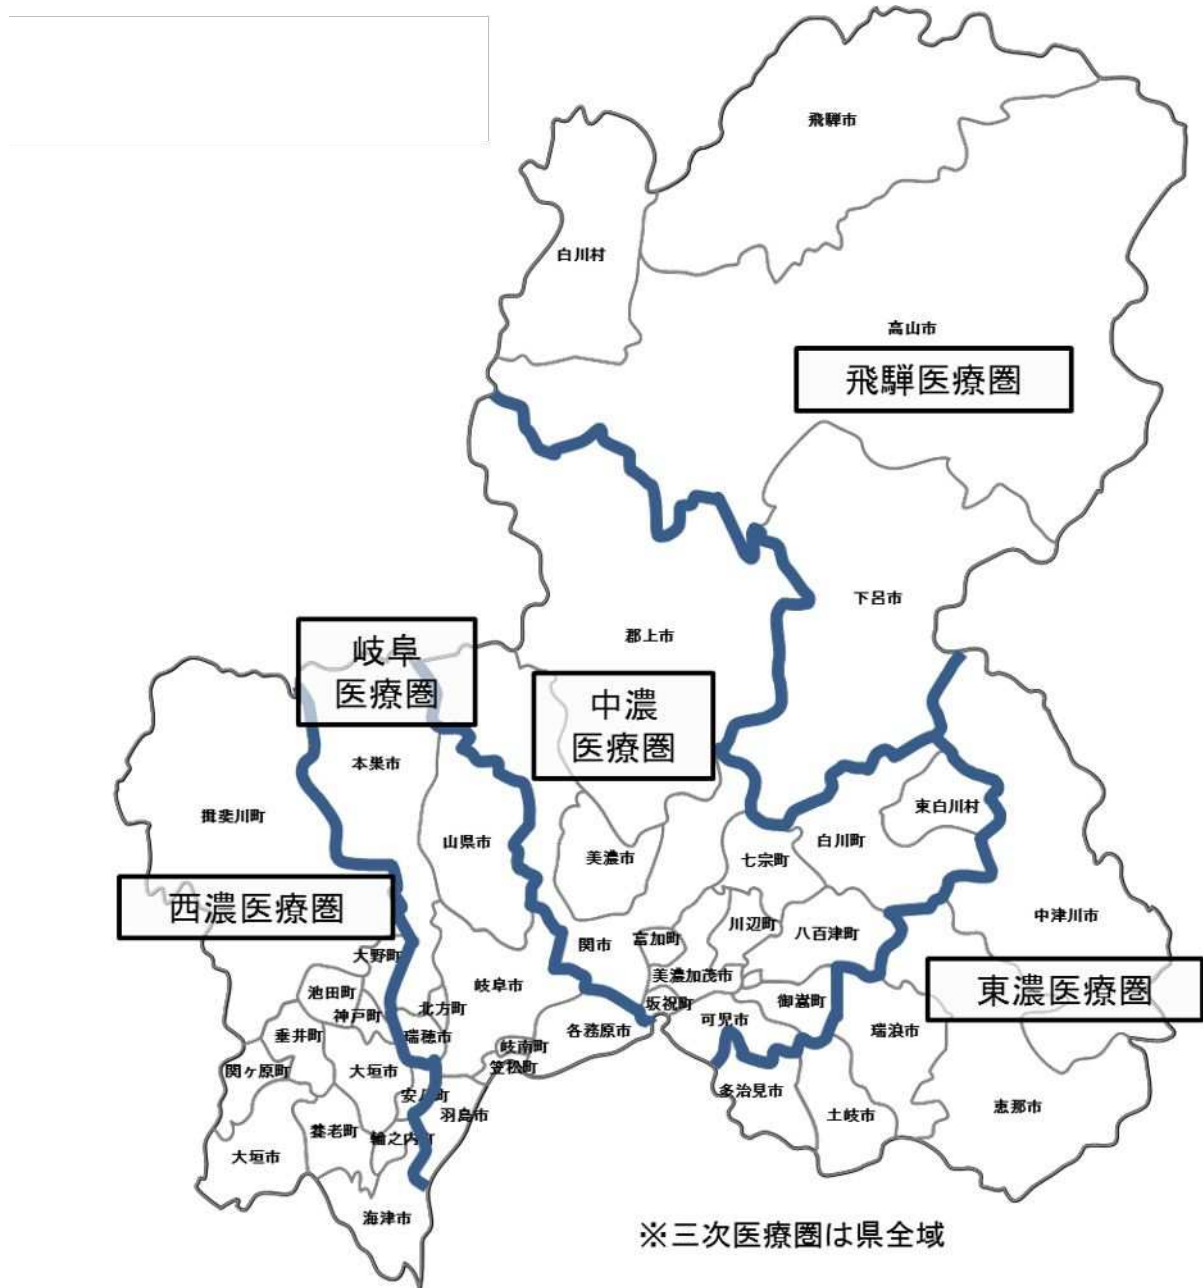 飛騨市
白川村
高山市
飛騨医療圏
下呂市
郡上市
岐阜
医療圏
中濃
医療圏
本巣市
揖斐川町
山県市
美濃市
七宗町
白川町
東白川村
西濃医療圏
中津川市
大野町
関市
富加町
川辺町
八百津町
池田町
神戸町
北方町
岐阜市
美濃加茂市
坂祝町
御嵩町
東濃医療圏
垂井町
瑞穂市
各務原市
可児市
瑞浪市
関ヶ原町
大垣市
岐南町
笠松町
安八町
羽島市
多治見市
土岐市
恵那市
養老町
輪之内町
大垣市
海津市
※三次医療圏は県全域